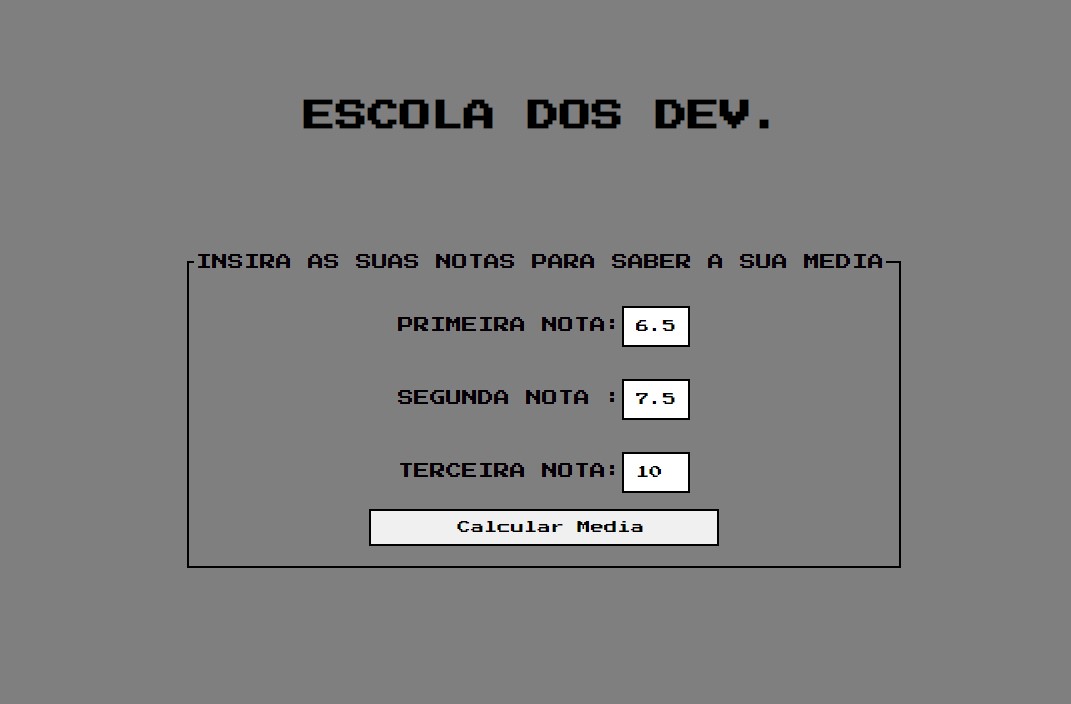 ESCOLA DOS DEV.
INSIRA AS SUAS NOTAS PARA SABER A SUA MEDIA
PRIMEIRA NOTA: 6.5
SEGUNDA NOTA : 7.5
TERCEIRA NOTA: 10
Calcular Media